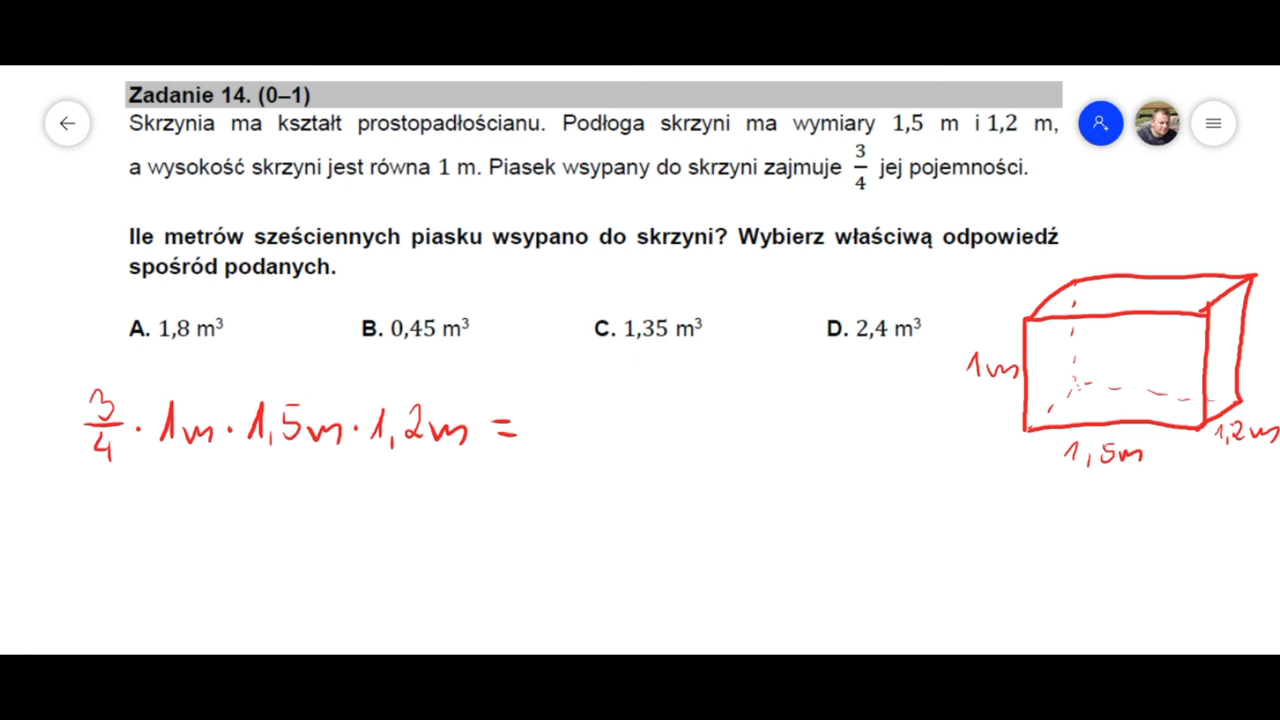 Zadanie 14. (0–1)
Skrzynia ma kształt prostopadłościanu. Podłoga skrzyni ma wymiary 1,5 m i 1,2 m,
a wysokość skrzyni jest równa 1 m. Piasek wsypany do skrzyni zajmuje 3/4 jej pojemności.
Ile metrów sześciennych piasku wsypano do skrzyni? Wybierz właściwą odpowiedź
spośród podanych.
A. 1,8 m³ B. 0,45 m³ C. 1,35 m³ D. 2,4 m³
1m
3/4 · 1m · 1,5m · 1,2m =
1,2m
1,5m